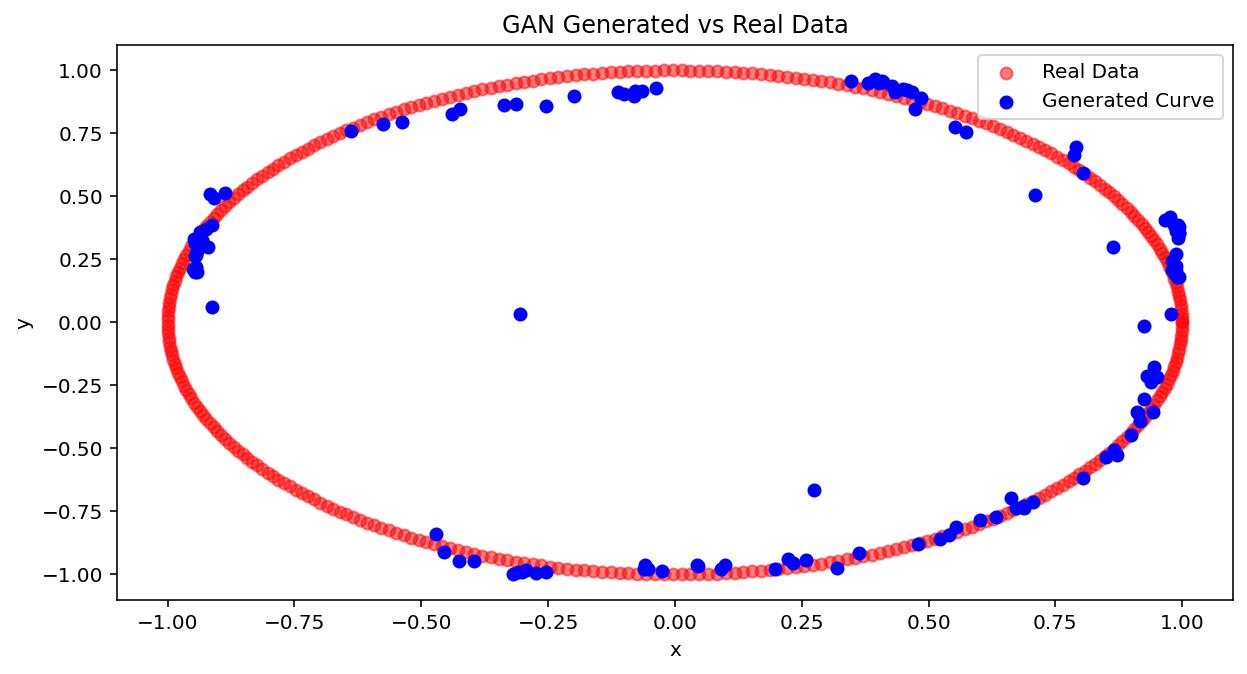 GAN Generated vs Real Data
Real Data
Generated Curve
1.00
0.75
0.50
0.25
0.00
−0.25
−0.50
−0.75
−1.00
y
−1.00 −0.75 −0.50 −0.25 0.00 0.25 0.50 0.75 1.00
x